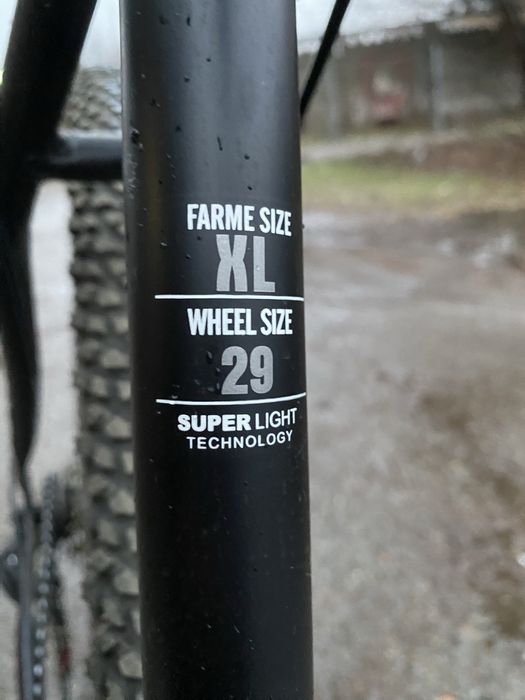 FARME SIZE
XL
WHEEL SIZE
29
SUPER LIGHT
TECHNOLOGY